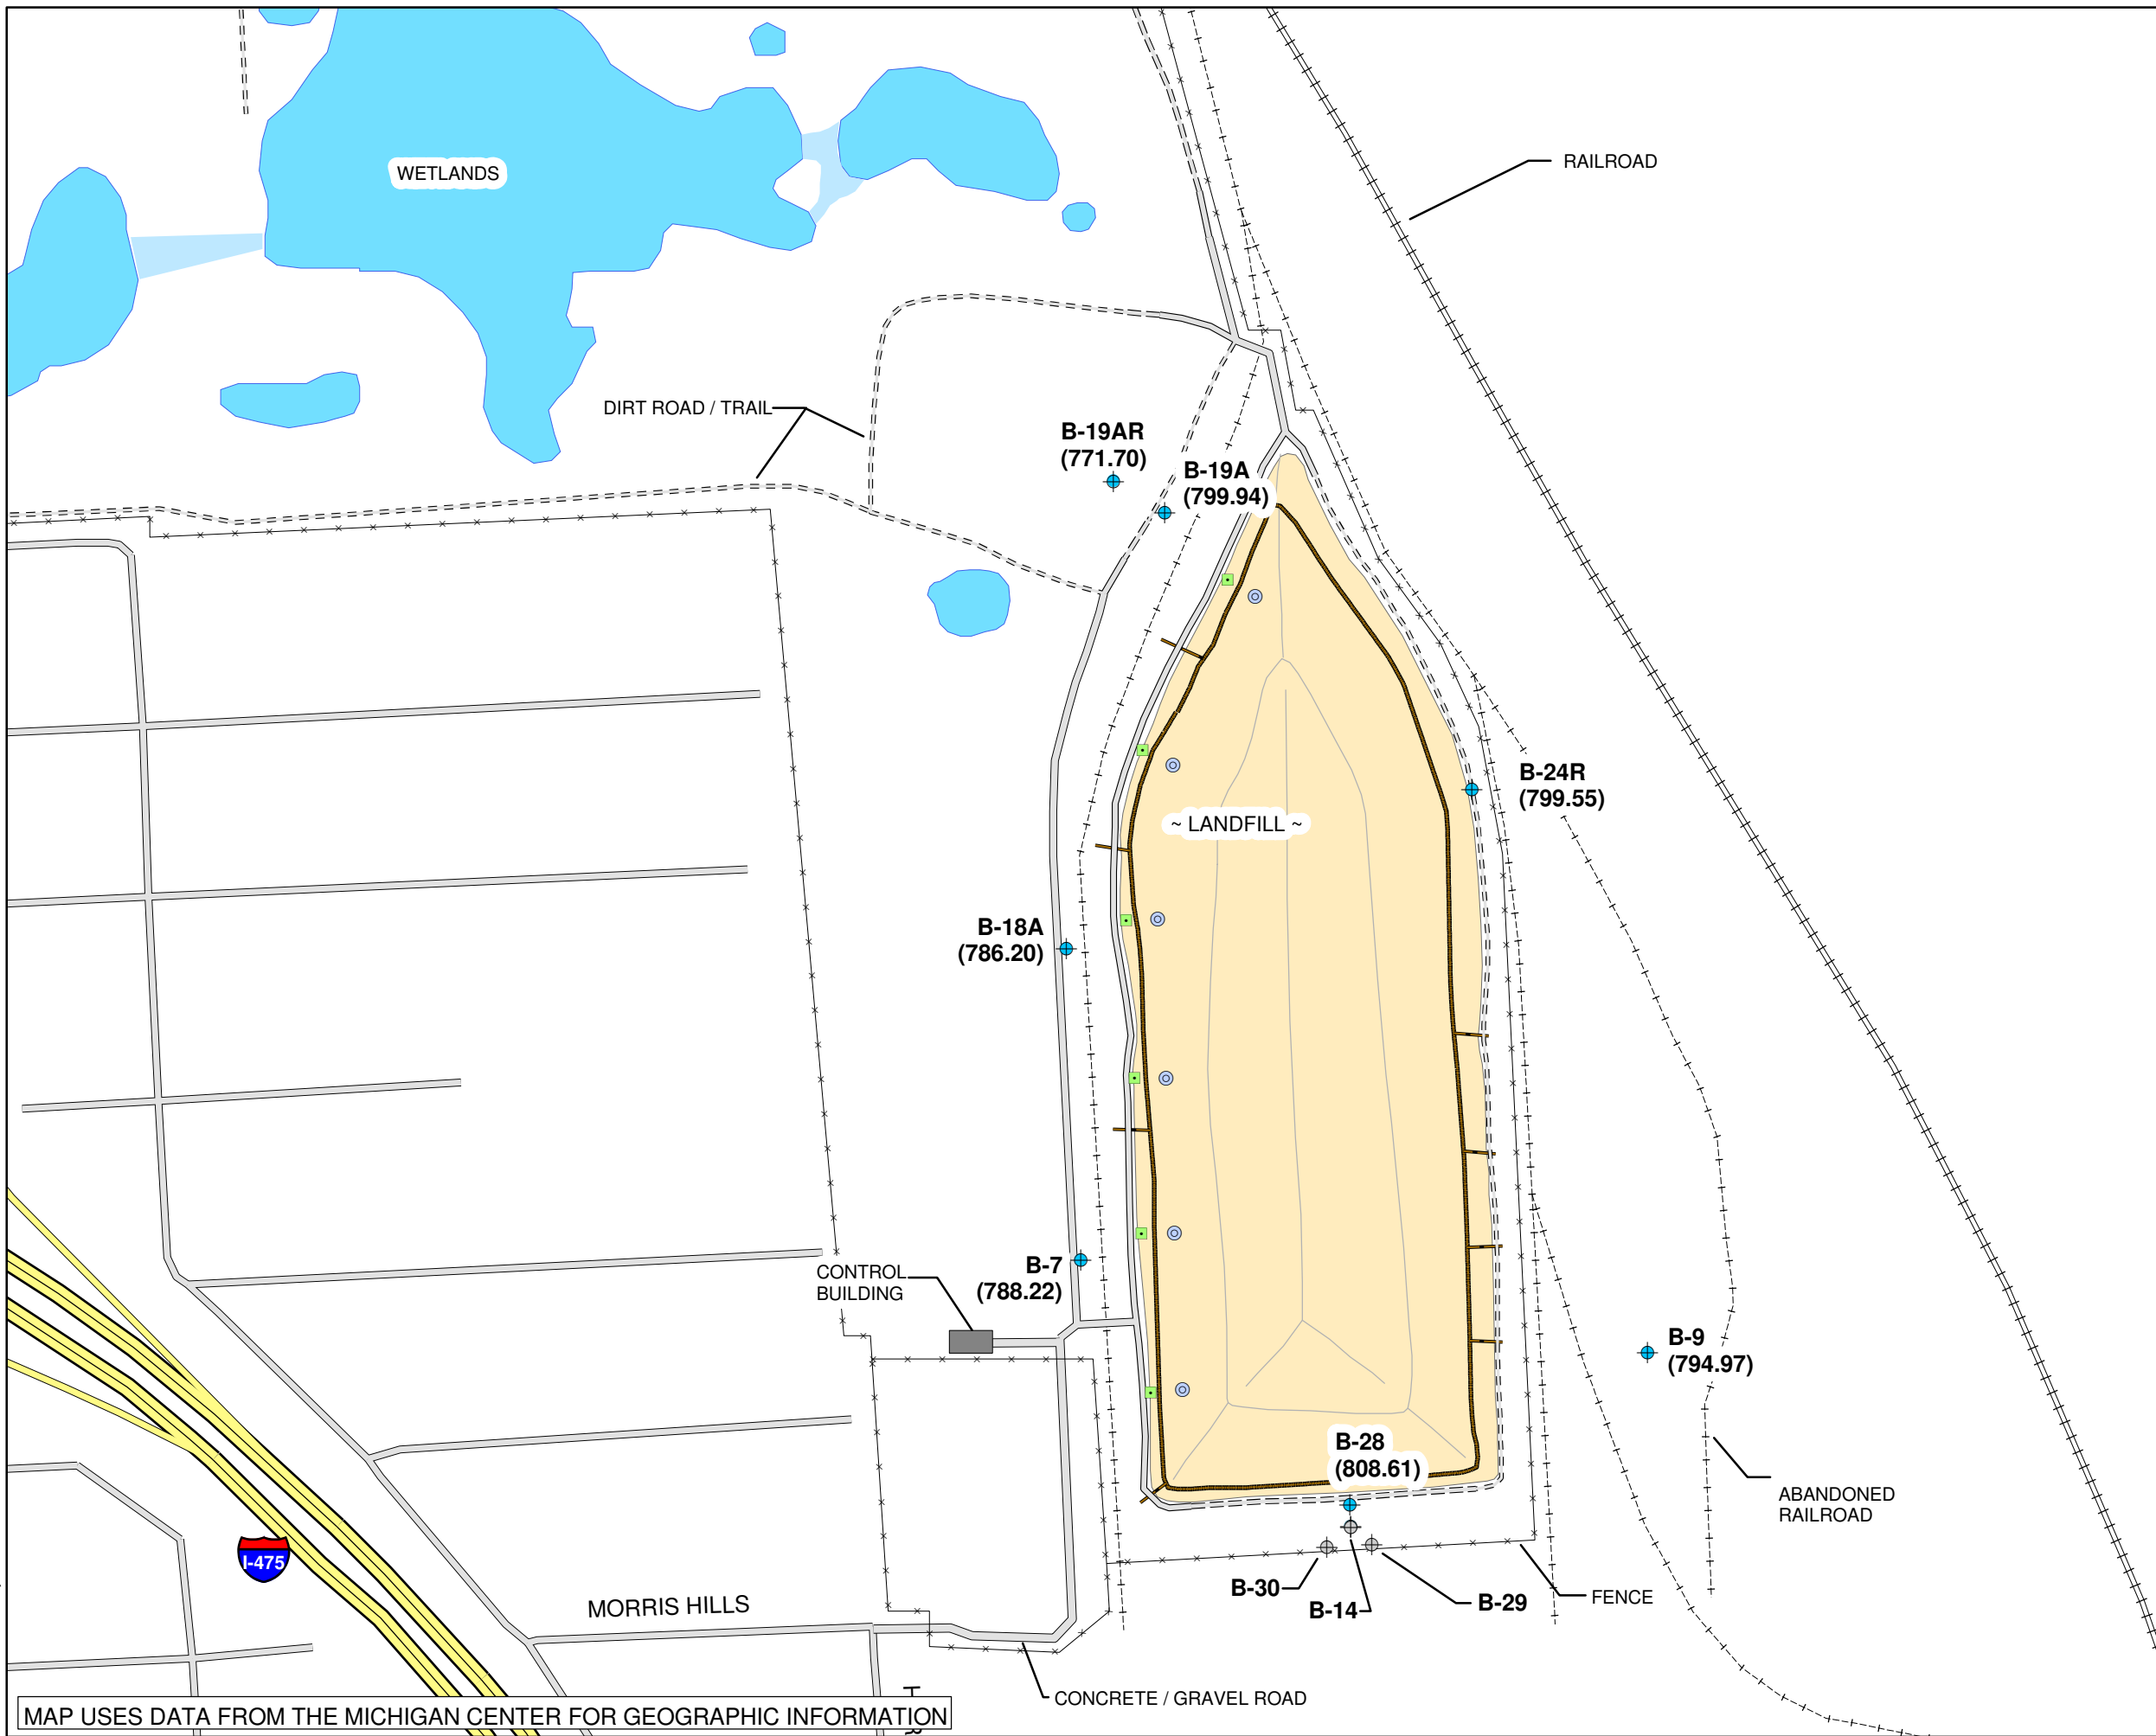 WETLANDS
RAILROAD
DIRT ROAD / TRAIL
B-19AR
(771.70)
B-19A
(799.94)
B-24R
(799.55)
~ LANDFILL ~
B-18A
(786.20)
B-7
(788.22)
CONTROL
BUILDING
B-9
(794.97)
B-28
(808.61)
ABANDONED
RAILROAD
I-475
B-30
B-14
B-29
FENCE
MORRIS HILLS
CONCRETE / GRAVEL ROAD
MAP USES DATA FROM THE MICHIGAN CENTER FOR GEOGRAPHIC INFORMATION